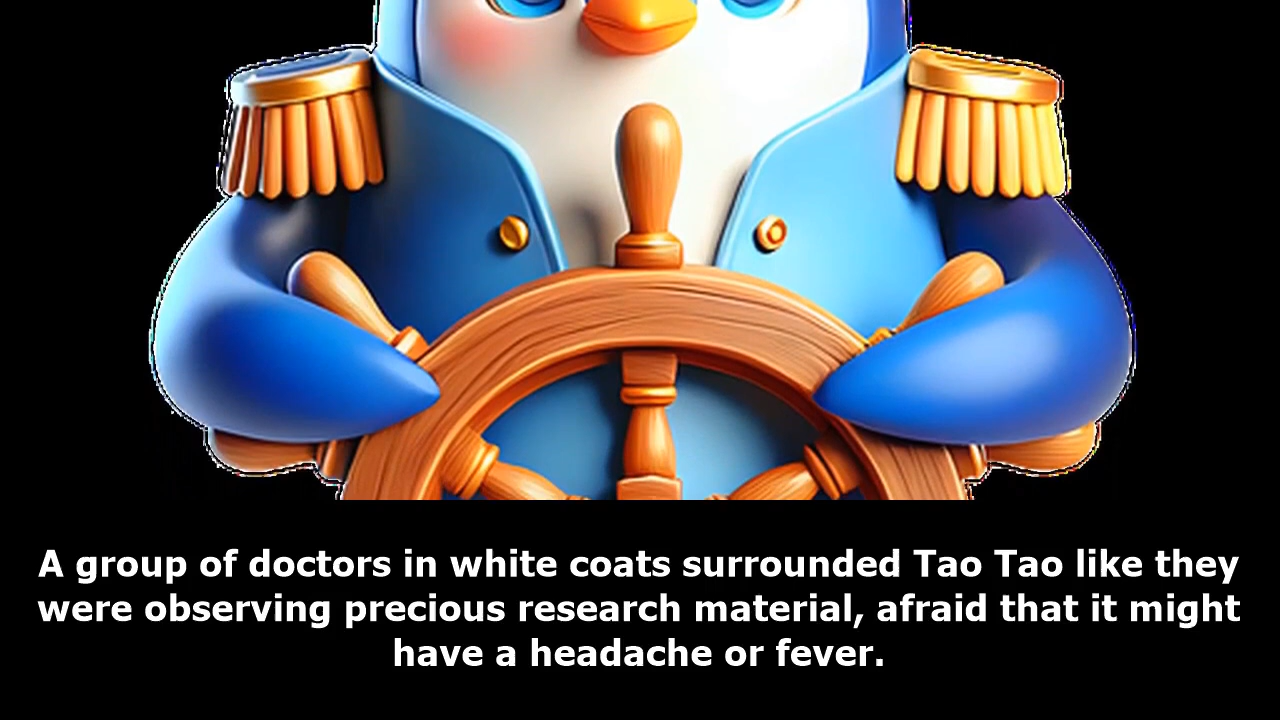 A group of doctors in white coats surrounded Tao Tao like they
were observing precious research material, afraid that it might
have a headache or fever.